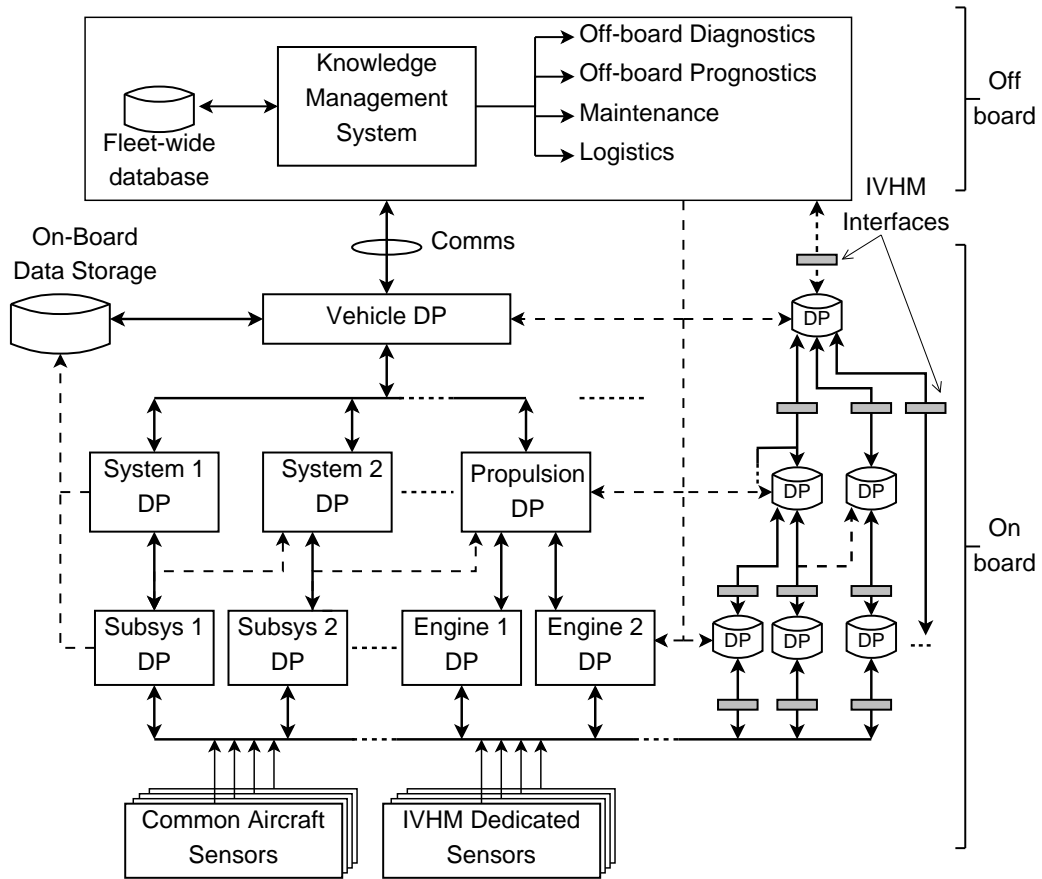 Off-board Diagnostics
Off-board Prognostics
Maintenance
Logistics
Knowledge
Management
System
Fleet-wide
database
Off
board
IVHM
Interfaces
On-Board
Data Storage
Comms
Vehicle DP
DP
System 1
DP
System 2
DP
Propulsion
DP
DP
DP
On
board
Subsys 1
DP
Subsys 2
DP
Engine 1
DP
Engine 2
DP
DP
DP
DP
Common Aircraft
Sensors
IVHM Dedicated
Sensors